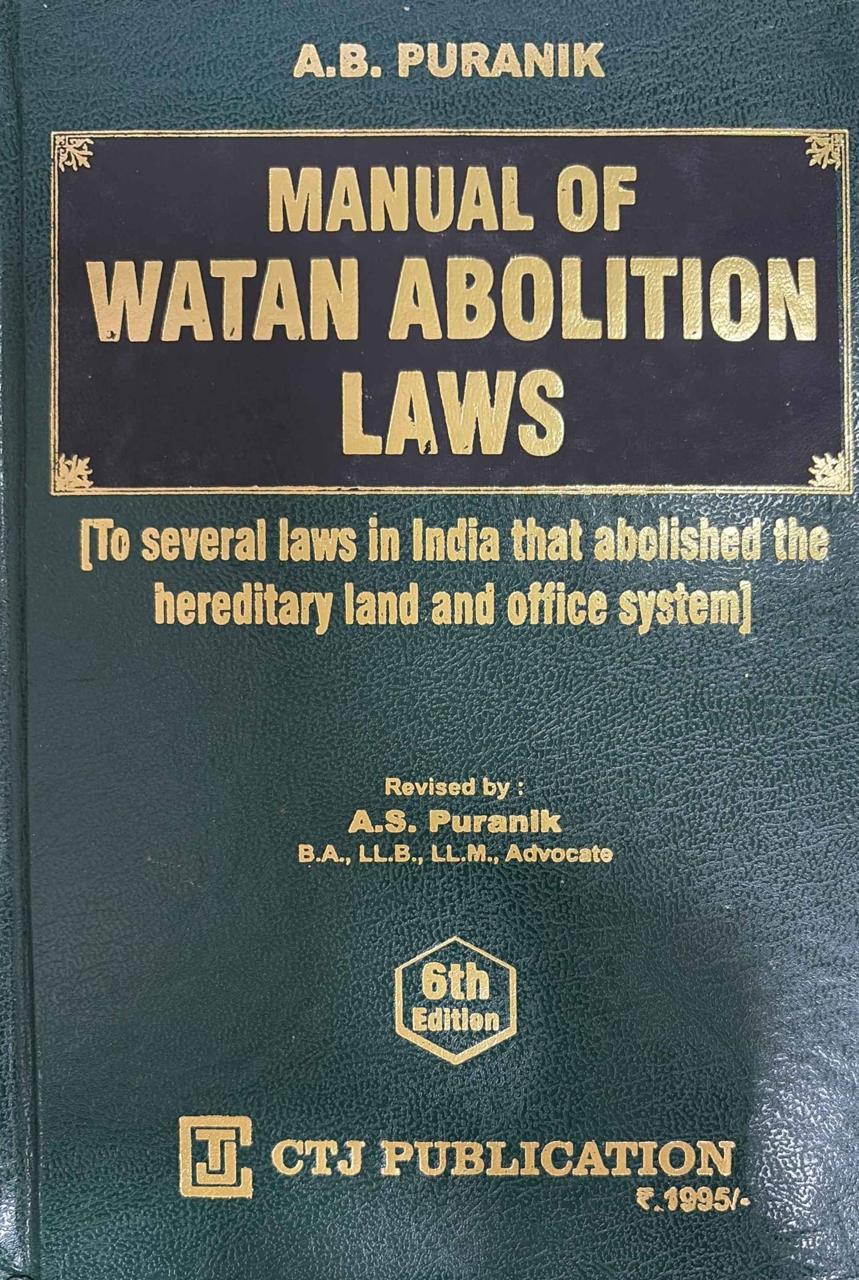 A.B. PURANIK
MANUAL OF
WATAN ABOLITION
LAWS
[To several laws in India that abolished the
hereditary land and office system]
Revised by :
A.S. Puranik
B.A., LL.B., LL.M., Advocate
6th
Edition
CTJ PUBLICATION
₹.1995/-